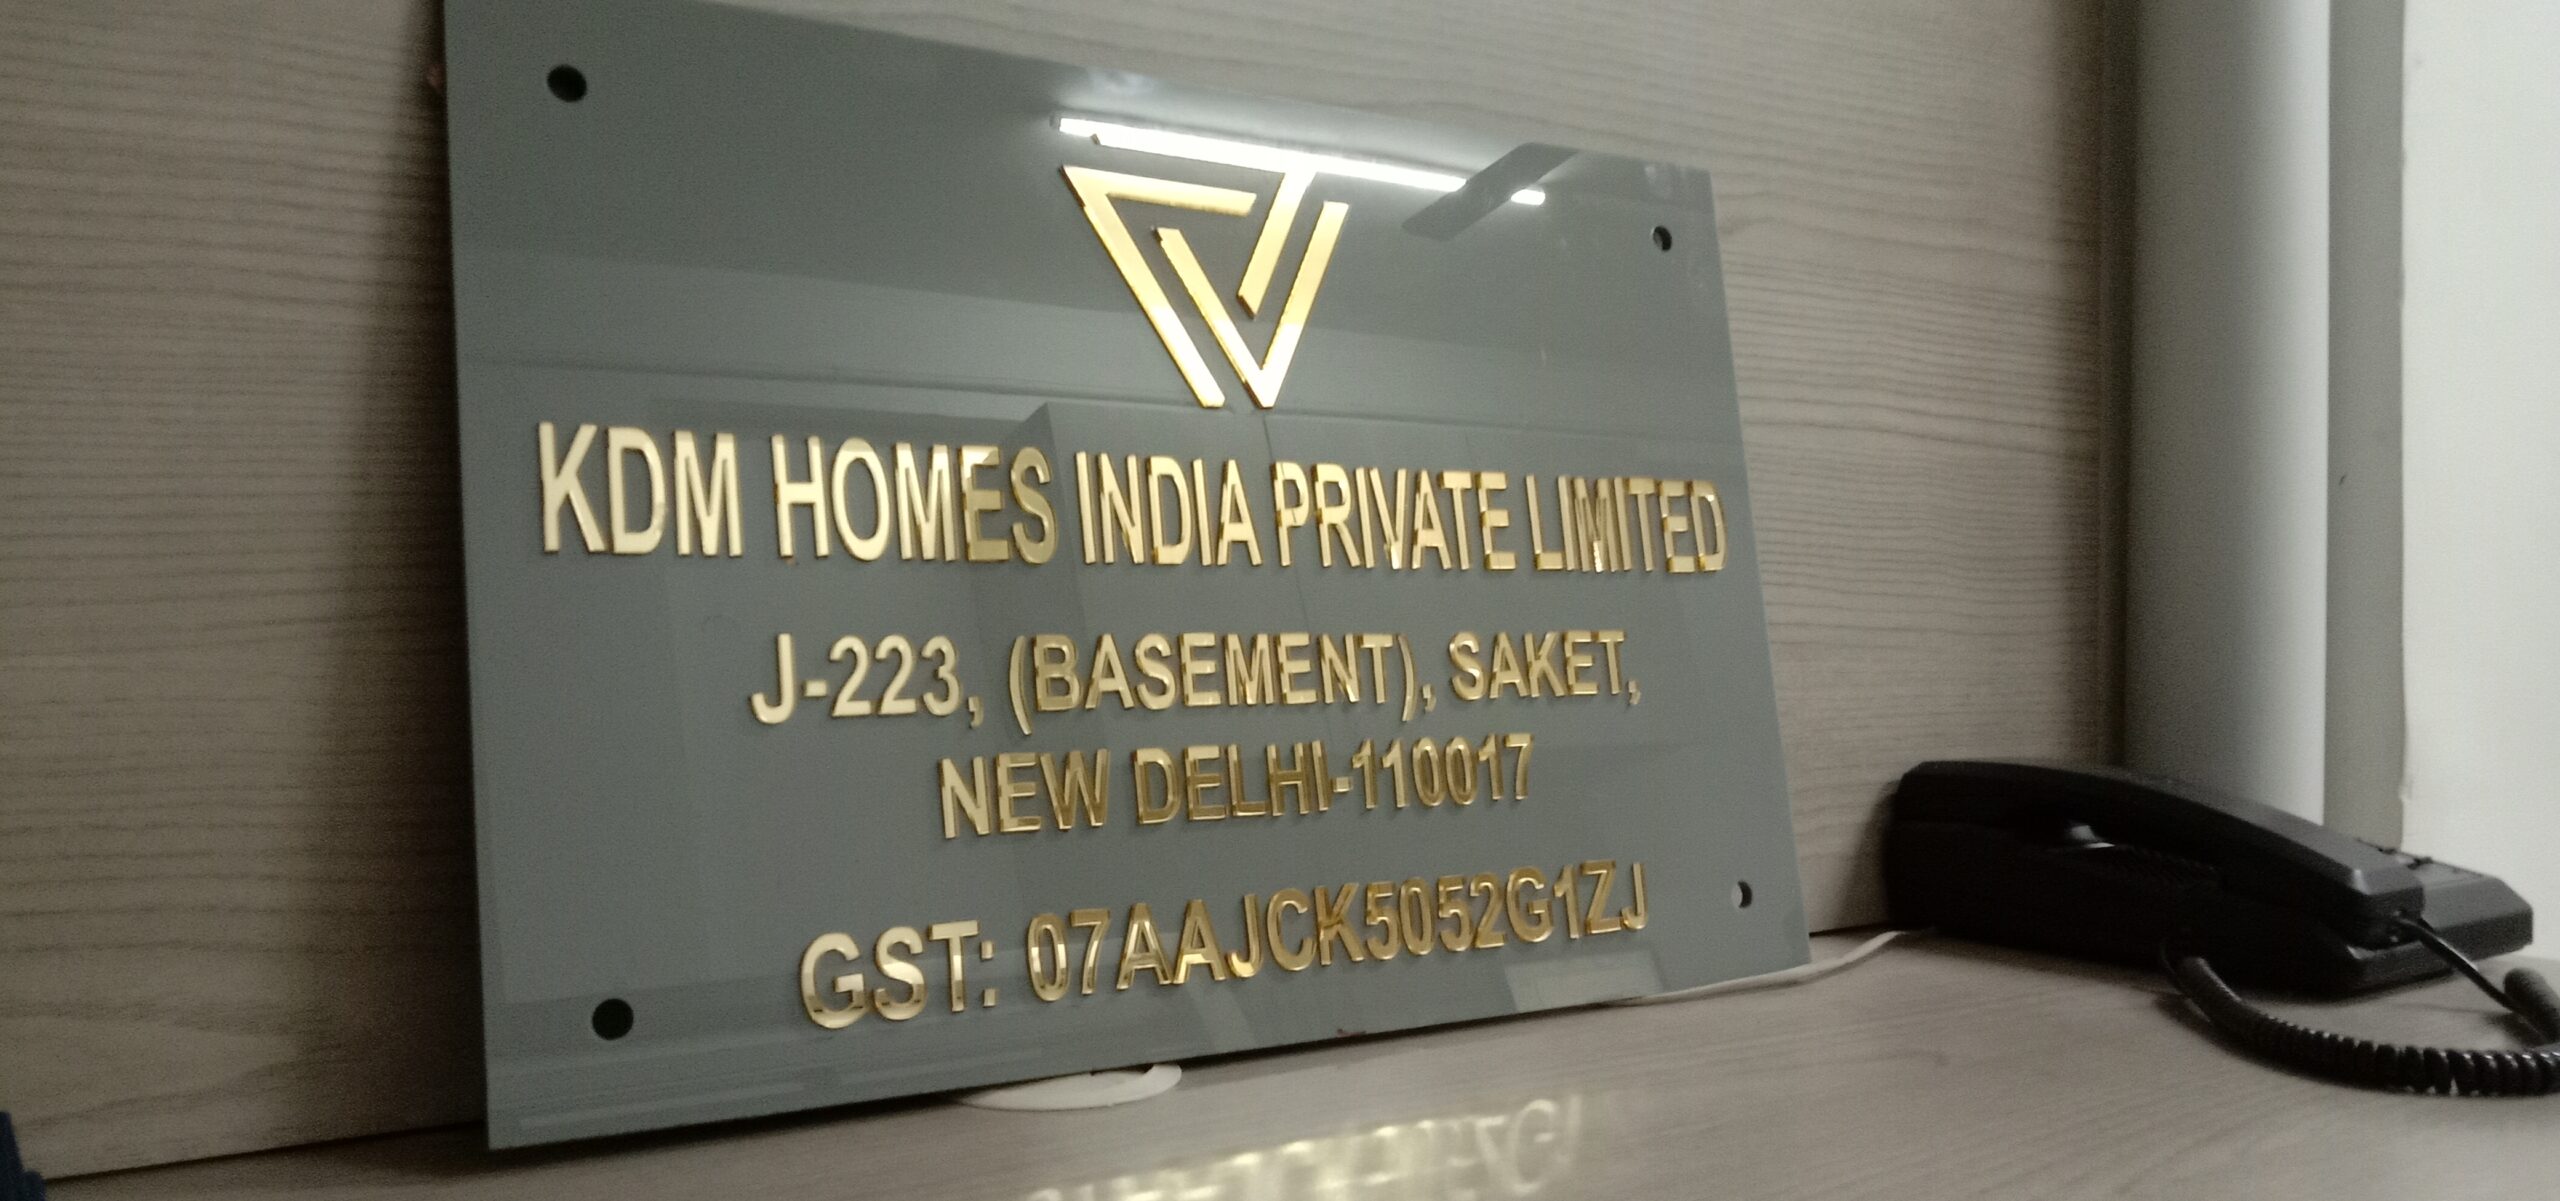 KDM HOMES INDIA PRIVATE LIMITED
J-223, (BASEMENT), SAKET,
NEW DELHI-110017
GST: 07AAJCK5052G1ZJ